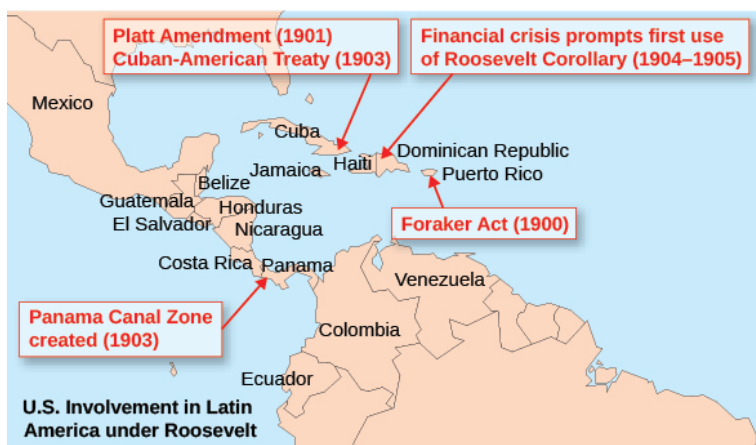 Platt Amendment (1901)
Cuban-American Treaty (1903)
Financial crisis prompts first use
of Roosevelt Corollary (1904–1905)
Mexico
Cuba
Haiti
Dominican Republic
Jamaica
Puerto Rico
Belize
Guatemala
Honduras
El Salvador
Nicaragua
Foraker Act (1900)
Costa Rica
Panama
Venezuela
Panama Canal Zone
created (1903)
Colombia
Ecuador
U.S. Involvement in Latin
America under Roosevelt